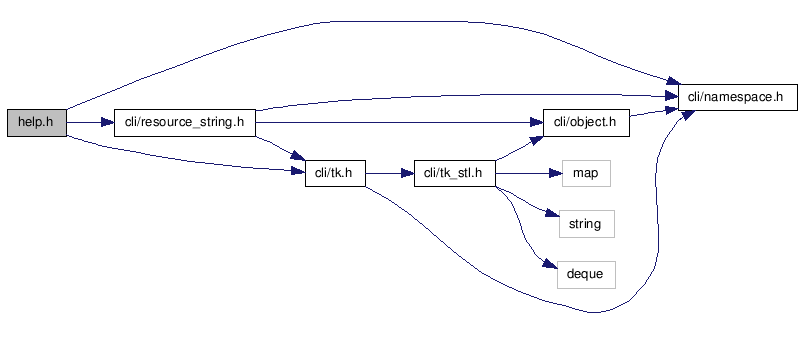 cli/namespace.h
help.h
cli/resource_string.h
cli/object.h
cli/tk.h
cli/tk_stl.h
map
string
deque